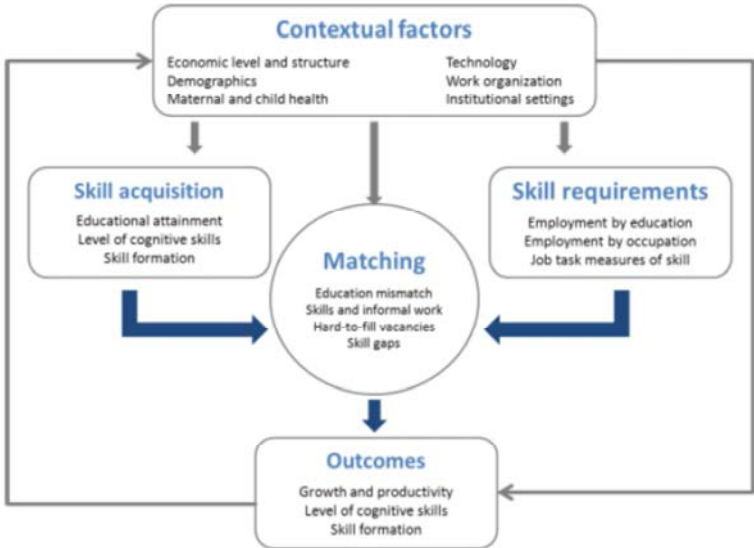 Contextual factors
Economic level and structure
Demographics
Maternal and child health
Technology
Work organization
Institutional settings
Skill acquisition
Educational attainment
Level of cognitive skills
Skill formation
Skill requirements
Employment by education
Employment by occupation
Job task measures of skill
Matching
Education mismatch
Skills and informal work
Hard-to-fill vacancies
Skill gaps
Outcomes
Growth and productivity
Level of cognitive skills
Skill formation